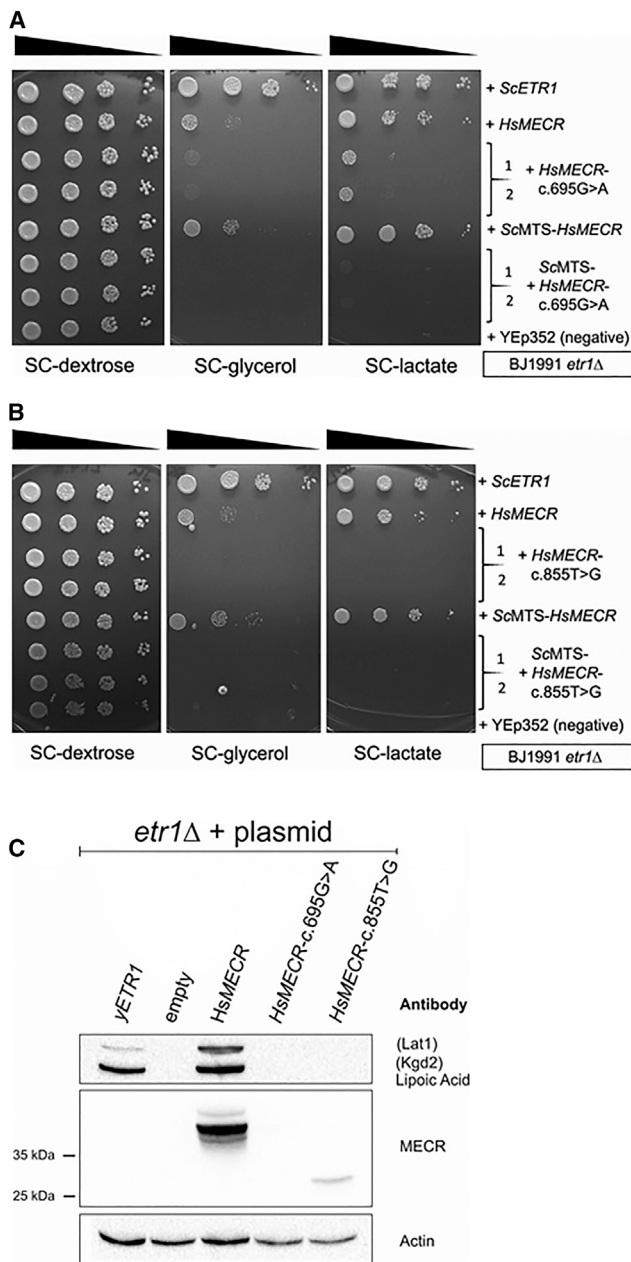 A
+ ScETR1
+ HsMECR
1
+ HsMECR-
2
c.695G>A
+ ScMTS-HsMECR
1
ScMTS-
+ HsMECR-
2
c.695G>A
+ YEp352 (negative)
SC-dextrose
SC-glycerol
SC-lactate
BJ1991 etr1Δ
B
+ ScETR1
+ HsMECR
1
+ HsMECR-
2
c.855T>G
+ ScMTS-HsMECR
1
ScMTS-
+ HsMECR-
2
c.855T>G
+ YEp352 (negative)
SC-dextrose
SC-glycerol
SC-lactate
BJ1991 etr1Δ
C
etr1Δ + plasmid
yETR1
empty
HsMECR
HsMECR-c.695G>A
HsMECR-c.855T>G
Antibody
(Lat1)
(Kgd2)
Lipoic Acid
MECR
35 kDa
25 kDa
Actin